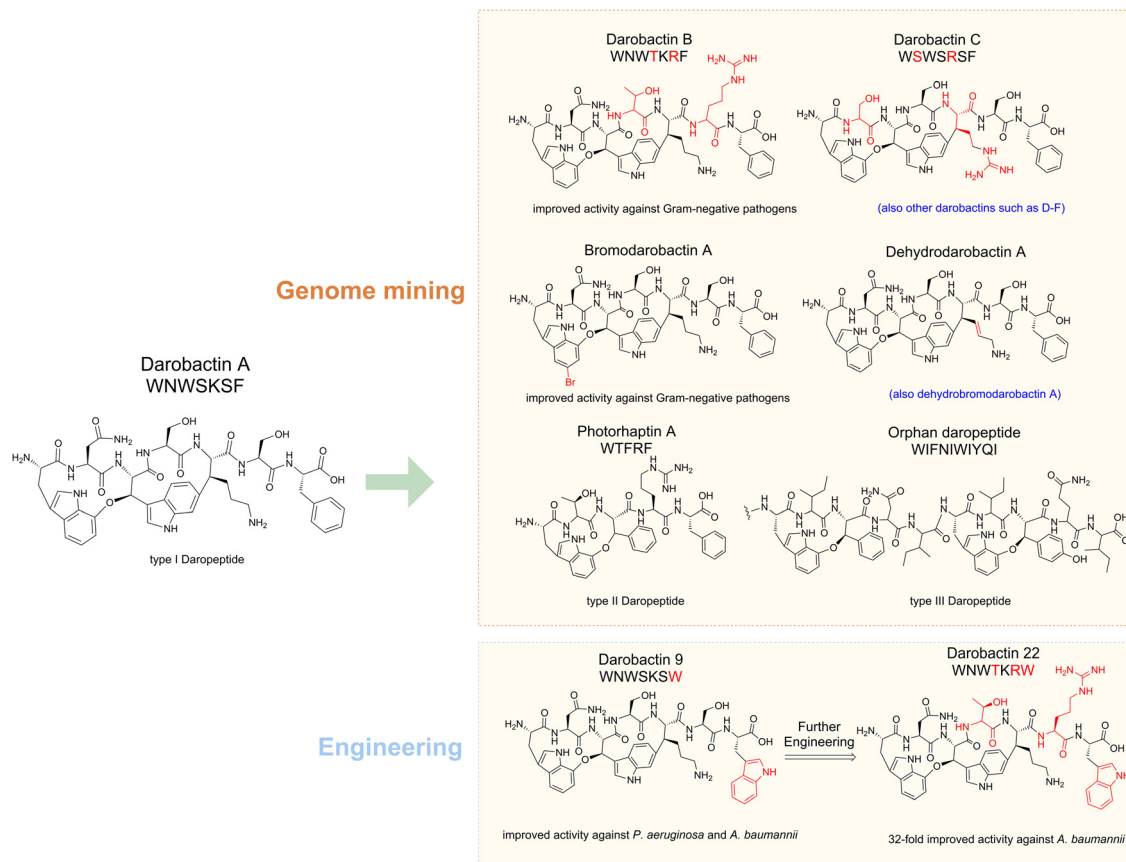 Darobactin B
WNWTKRF
improved activity against Gram-negative pathogens
Darobactin C
WSWSRSF
(also other darobactins such as D-F)
Genome mining
Bromodarobactin A
Br
improved activity against Gram-negative pathogens
Dehydrodarobactin A
(also dehydrobromodarobactin A)
Darobactin A
WNWSKSF
type I Daropeptide
Photorhaptin A
WTFRF
type II Daropeptide
Orphan daropeptide
WIFNIWIYQI
type III Daropeptide
Engineering
Darobactin 9
WNWSKSW
improved activity against P. aeruginosa and A. baumannii
Further
Engineering
Darobactin 22
WNWTKRW
32-fold improved activity against A. baumannii